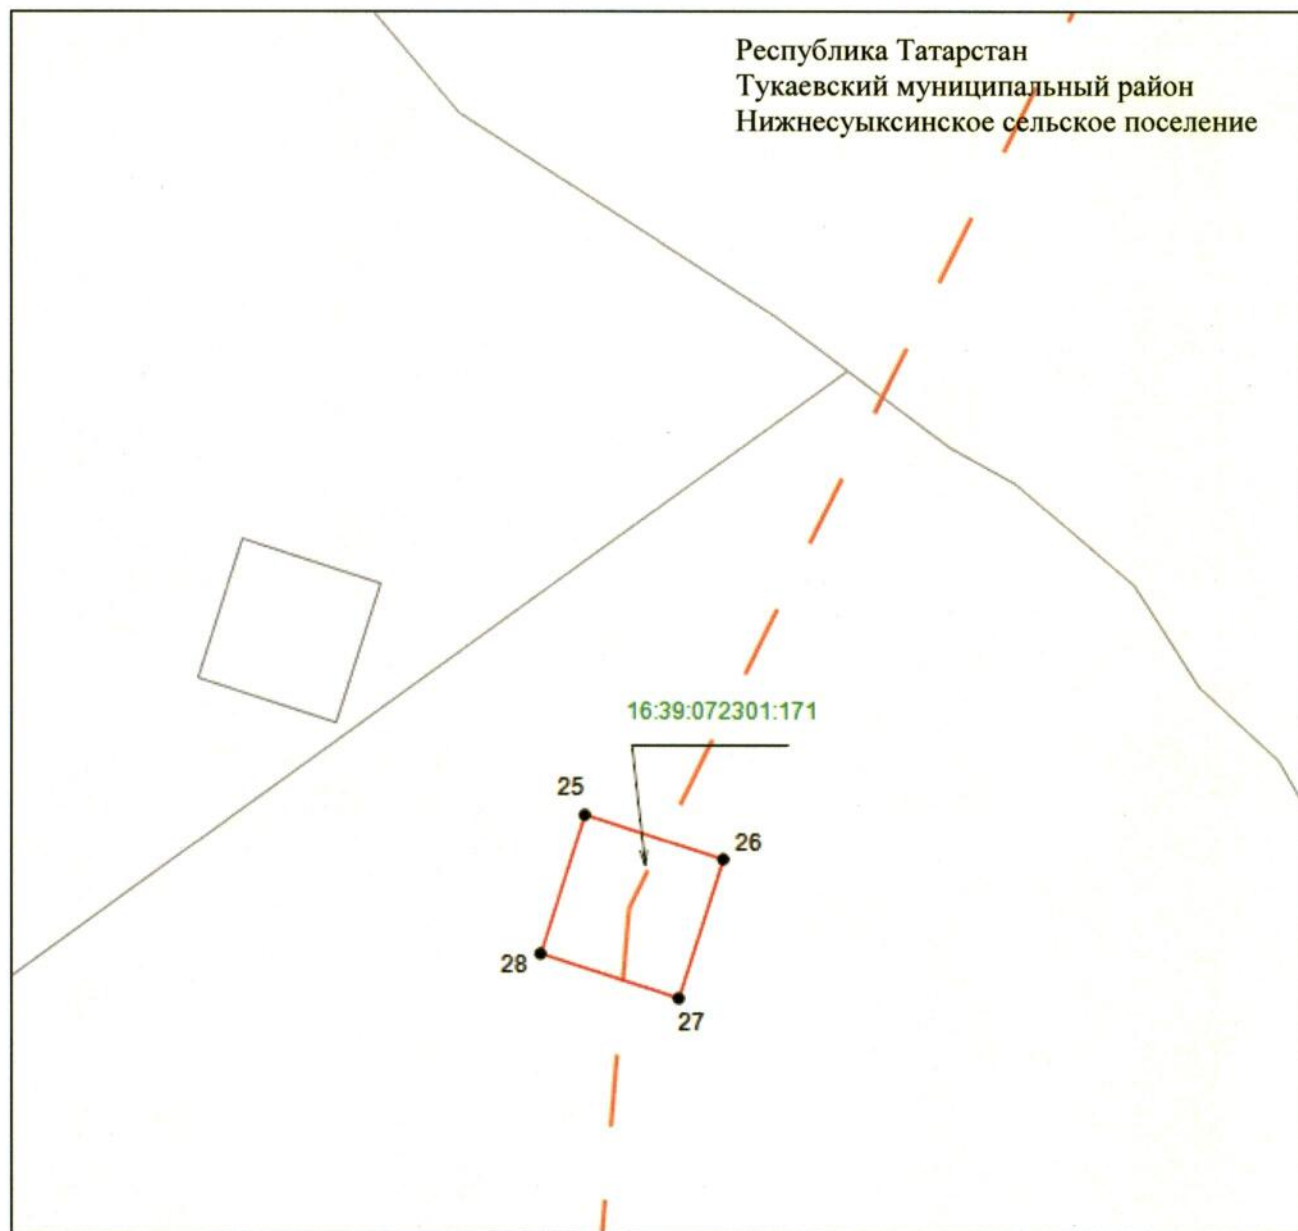 Республика Татарстан
Тукаевский муниципальный район
Нижнесуыксинское сельское поселение
16:39:072301:171
25
26
28
27